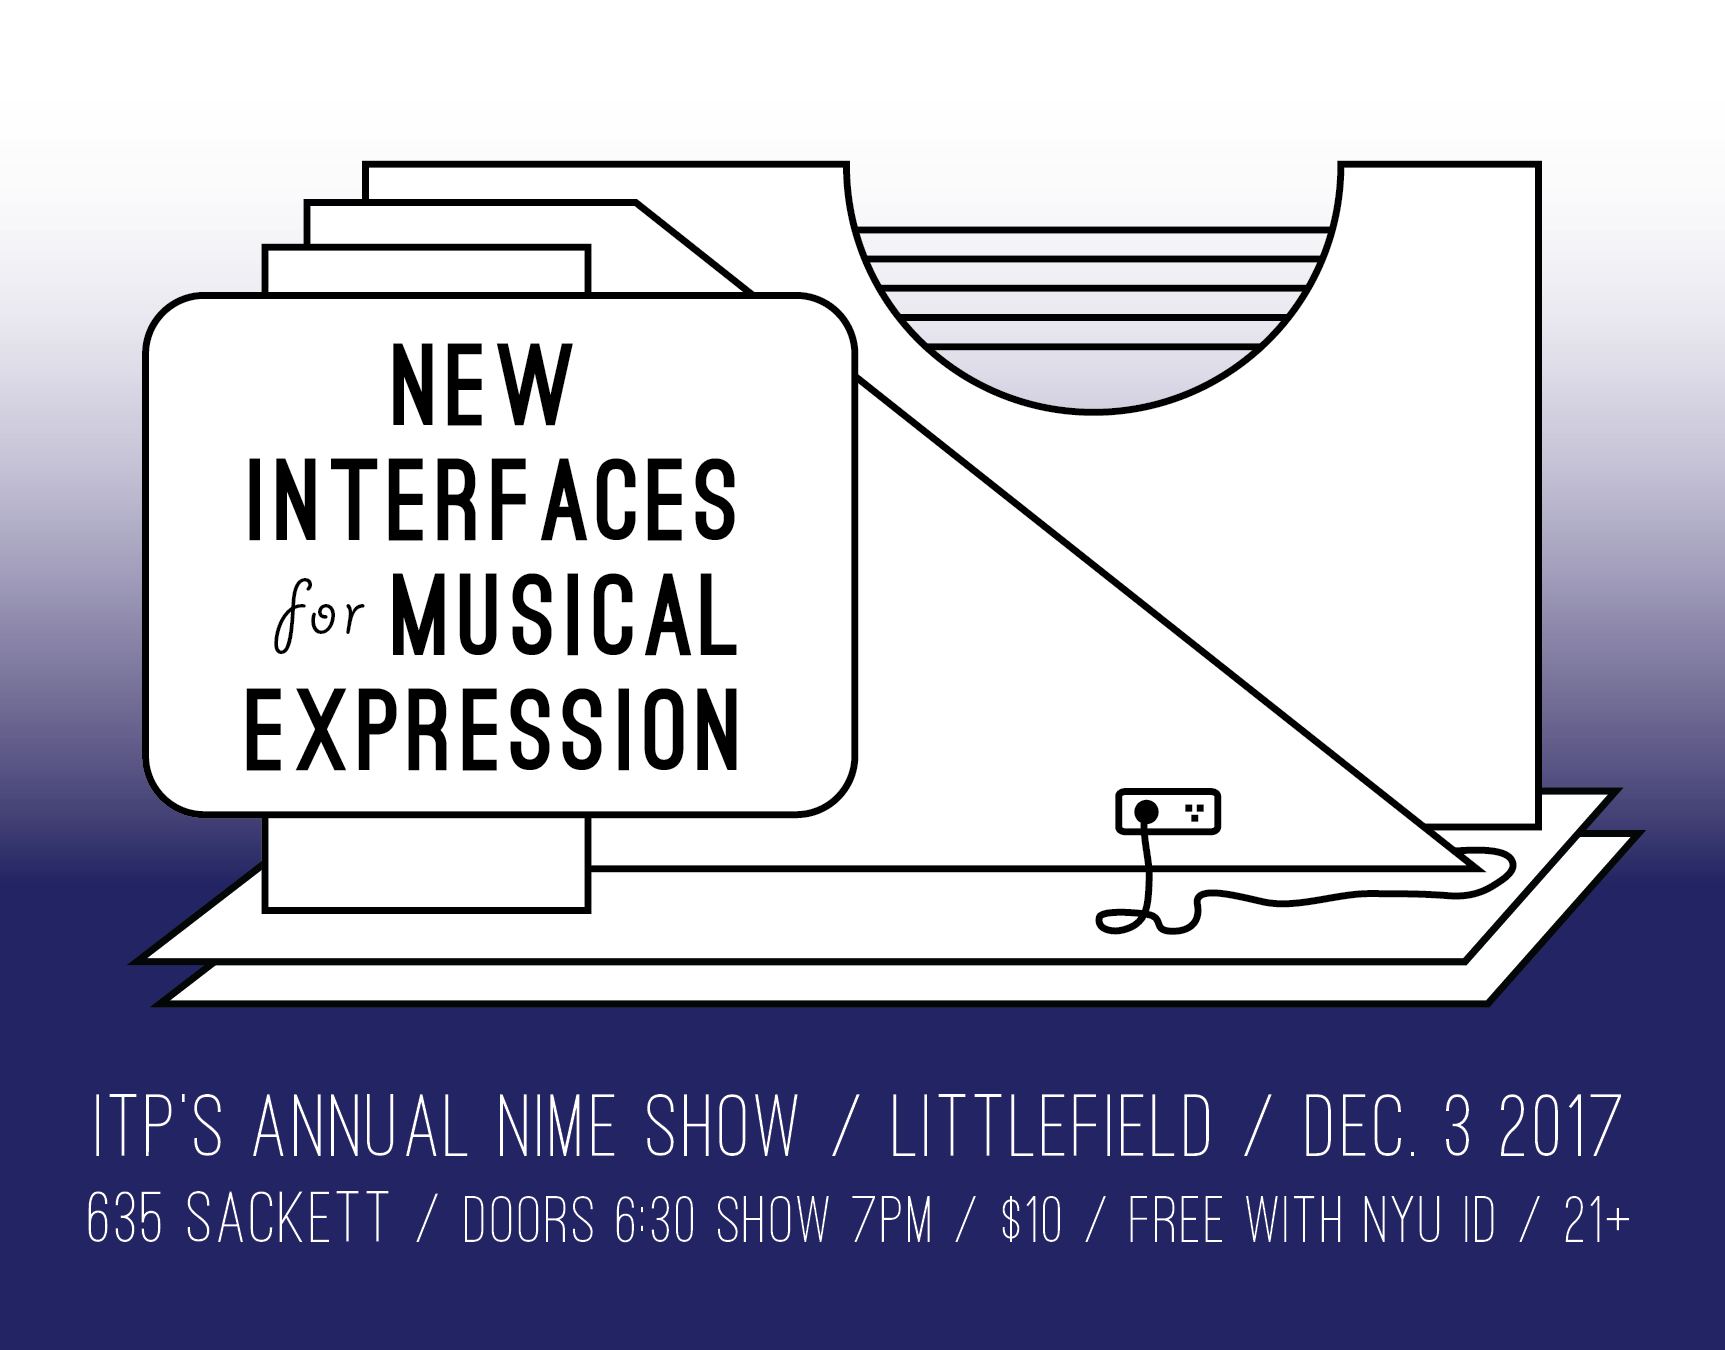 NEW
INTERFACES
for MUSICAL
EXPRESSION
ITP'S ANNUAL NIME SHOW / LITTLEFIELD / DEC. 3 2017
635 SACKETT / DOORS 6:30 SHOW 7PM / $10 / FREE WITH NYU ID / 21+